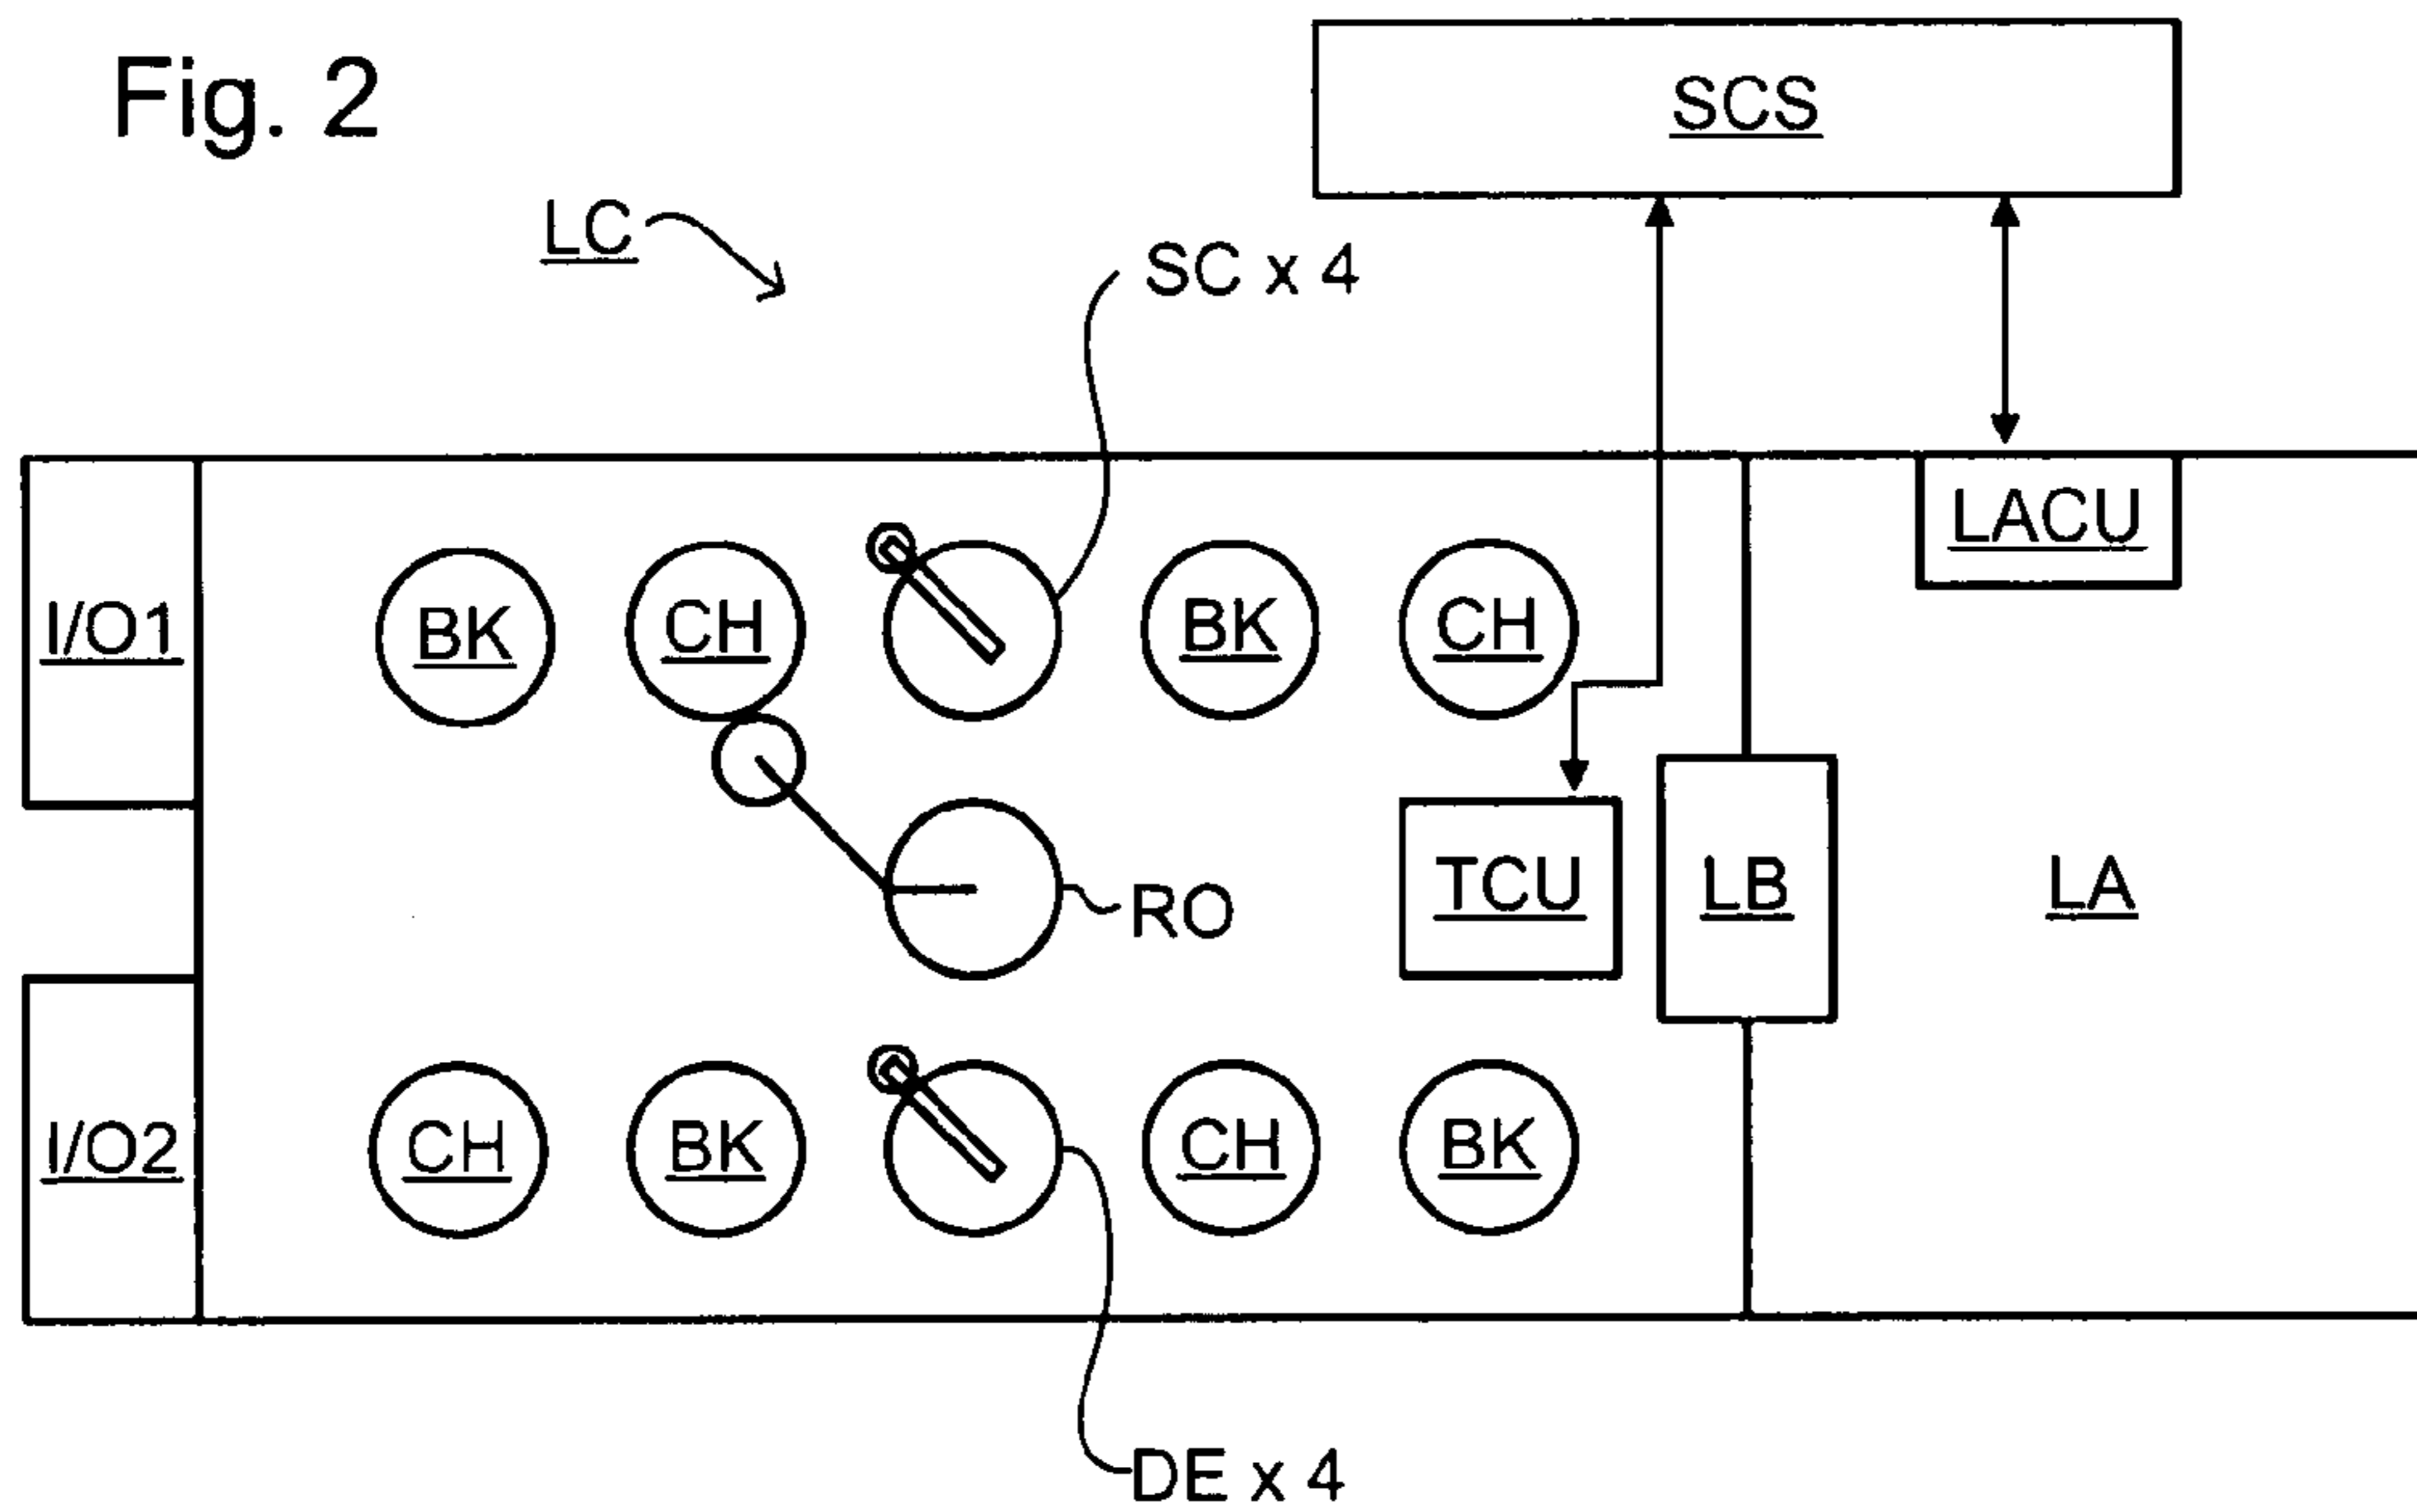 Fig. 2
SCS
LC
SC x 4
LACU
I/O1
BK
CH
BK
CH
TCU
LB
LA
RO
I/O2
CH
BK
CH
BK
DE x 4